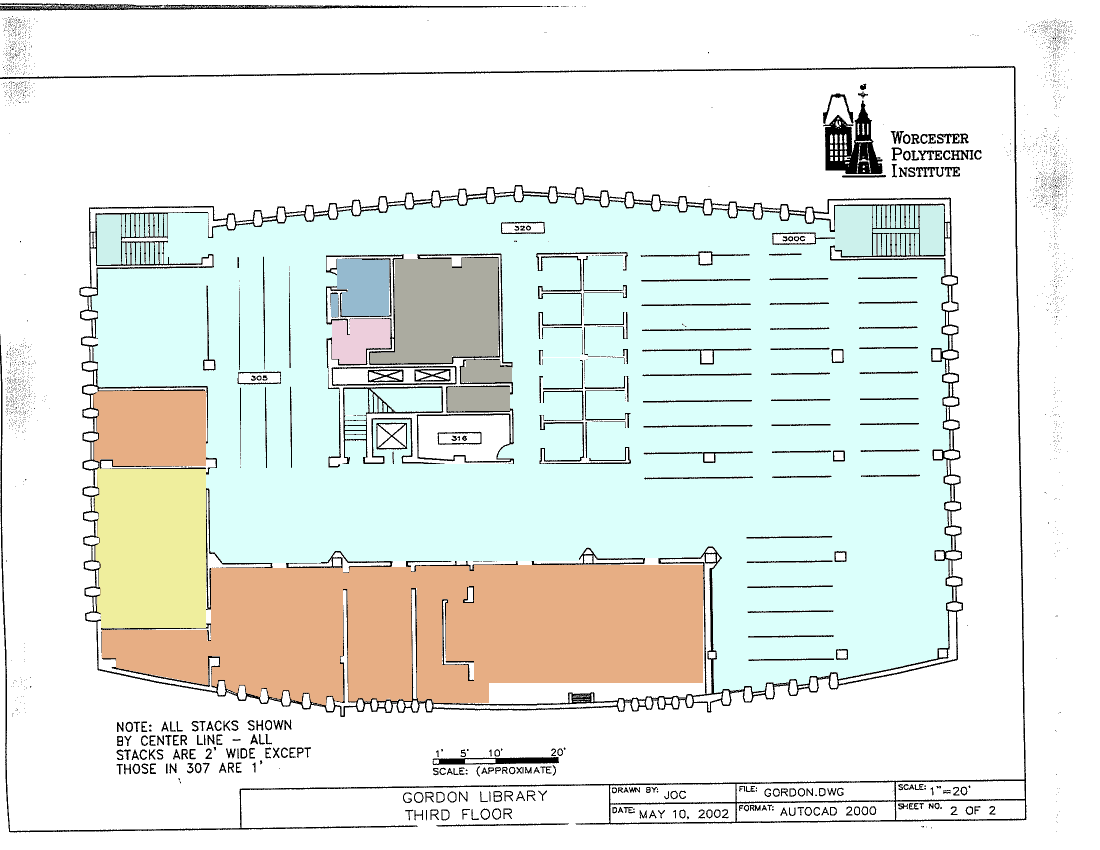 WORCESTER
POLYTECHNIC
INSTITUTE
320
300C
305
316
NOTE: ALL STACKS SHOWN
BY CENTER LINE – ALL
STACKS ARE 2' WIDE EXCEPT
THOSE IN 307 ARE 1'
1' 5' 10' 20'
SCALE: (APPROXIMATE)
GORDON LIBRARY
THIRD FLOOR
DRAWN BY: JOC
FILE: GORDON.DWG
SCALE: 1"=20'
DATE: MAY 10, 2002
FORMAT: AUTOCAD 2000
SHEET NO. 2 OF 2